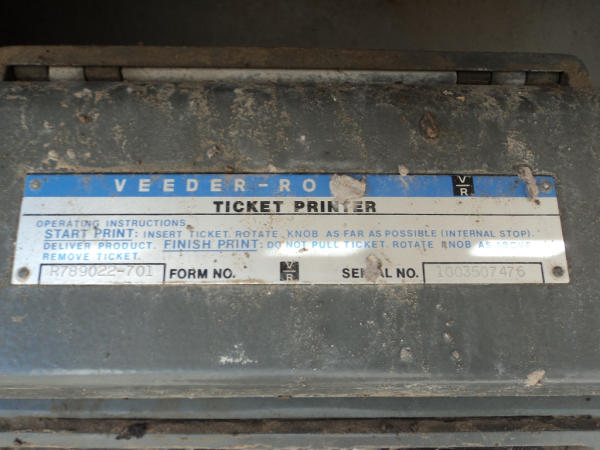 VEEDER-RO
V/R
TICKET PRINTER
OPERATING INSTRUCTIONS
START PRINT: INSERT TICKET. ROTATE KNOB AS FAR AS POSSIBLE (INTERNAL STOP).
DELIVER PRODUCT. FINISH PRINT: DO NOT PULL TICKET. ROTATE KNOB AS ABOVE.
REMOVE TICKET.
R789022-701 FORM NO. V/R SERIAL NO. 1003507476